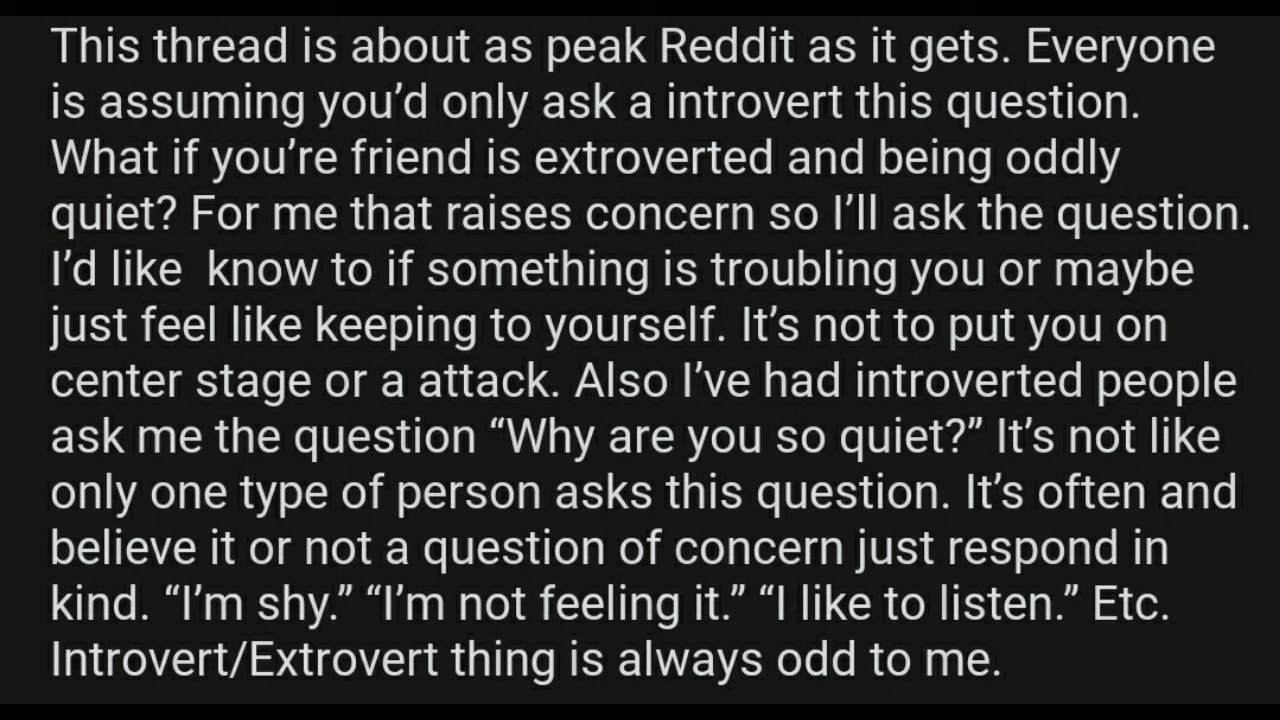 This thread is about as peak Reddit as it gets. Everyone
is assuming you’d only ask a introvert this question.
What if you’re friend is extroverted and being oddly
quiet? For me that raises concern so I’ll ask the question.
I’d like  know to if something is troubling you or maybe
just feel like keeping to yourself. It’s not to put you on
center stage or a attack. Also I’ve had introverted people
ask me the question “Why are you so quiet?” It’s not like
only one type of person asks this question. It’s often and
believe it or not a question of concern just respond in
kind. “I’m shy.” “I’m not feeling it.” “I like to listen.” Etc.
Introvert/Extrovert thing is always odd to me.